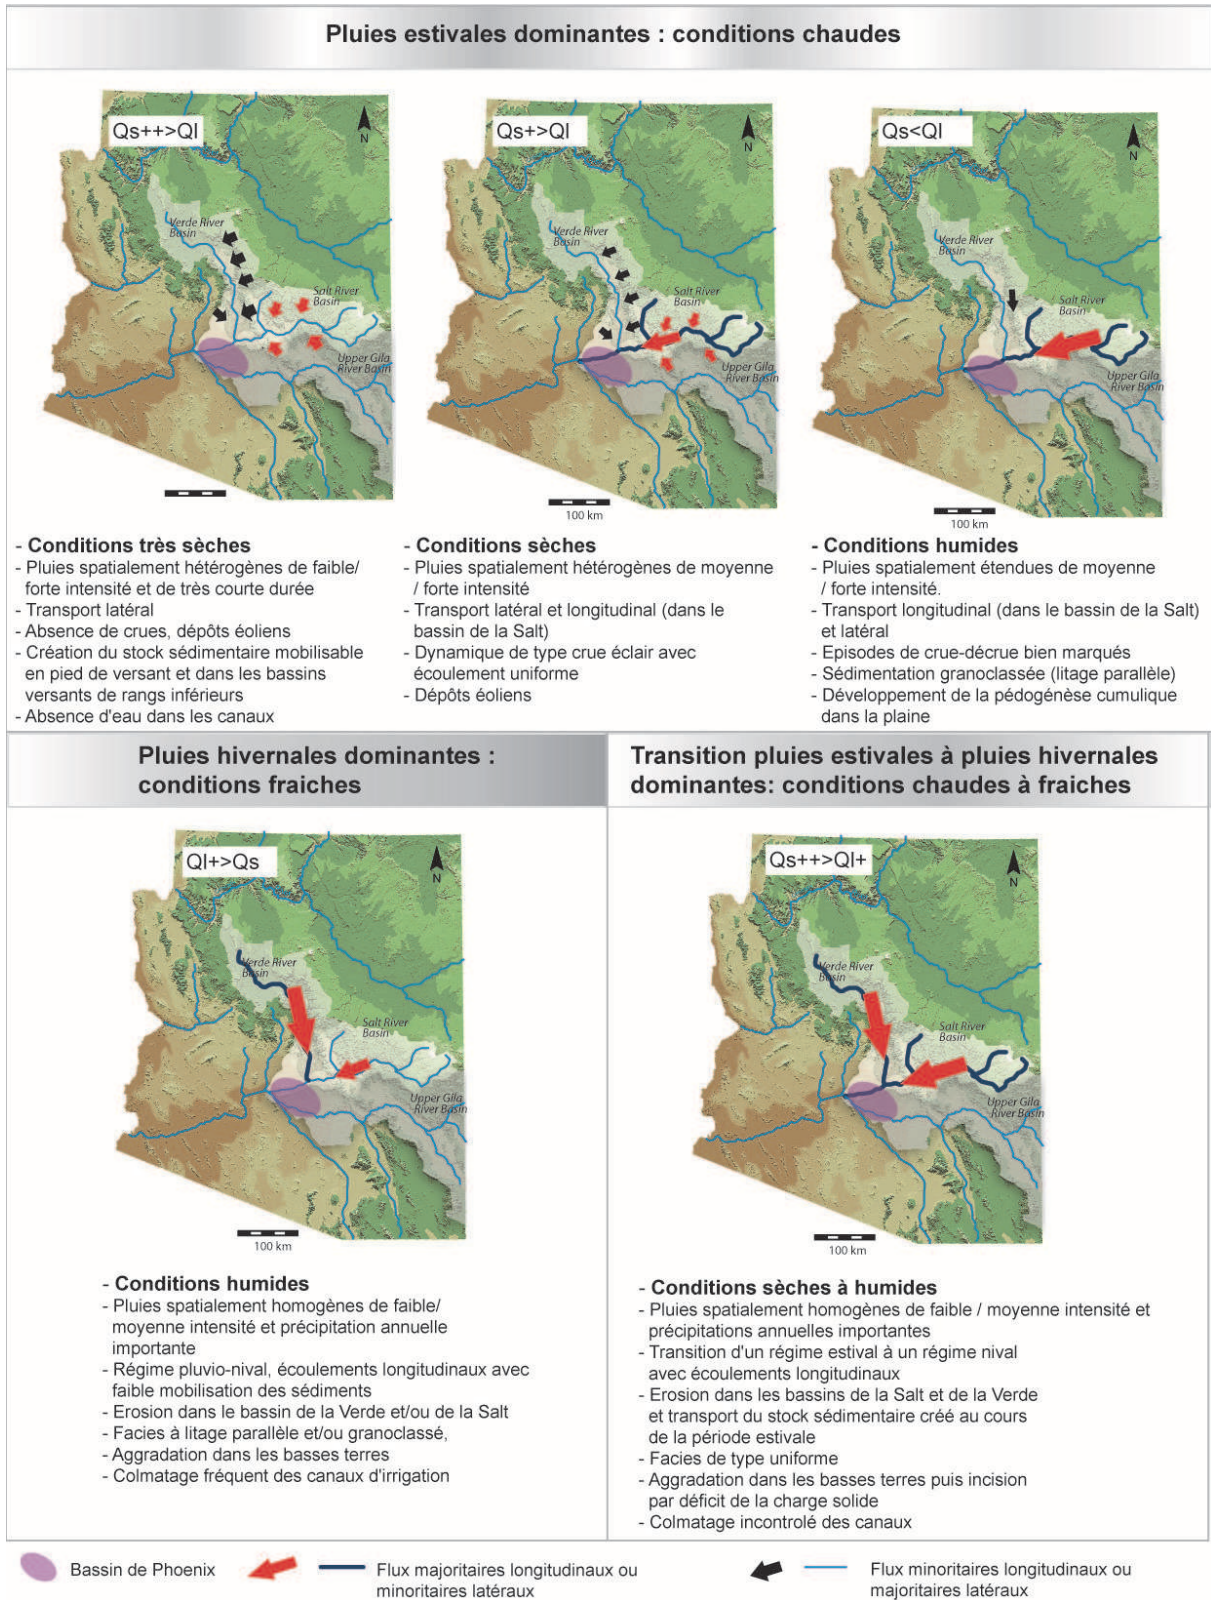 Pluies estivales dominantes : conditions chaudes
Qs++>Ql
N
Verde River
Basin
Salt River
Basin
Upper Gila
River Basin
Qs+>Ql
N
Verde River
Basin
Salt River
Basin
Upper Gila
River Basin
100 km
Qs<Ql
N
Verde River
Basin
Salt River
Basin
Upper Gila
River Basin
100 km
- Conditions très sèches
- Pluies spatialement hétérogènes de faible/
forte intensité et de très courte durée
- Transport latéral
- Absence de crues, dépôts éoliens
- Création du stock sédimentaire mobilisable
en pied de versant et dans les bassins
versants de rangs inférieurs
- Absence d'eau dans les canaux
- Conditions sèches
- Pluies spatialement hétérogènes de moyenne
/ forte intensité
- Transport latéral et longitudinal (dans le
bassin de la Salt)
- Dynamique de type crue éclair avec
écoulement uniforme
- Dépôts éoliens
- Conditions humides
- Pluies spatialement étendues de moyenne
/ forte intensité.
- Transport longitudinal (dans le bassin de la Salt)
et latéral
- Episodes de crue-décrue bien marqués
- Sédimentation granoclassée (litage parallèle)
- Développement de la pédogénèse cumulique
dans la plaine
Pluies hivernales dominantes :
conditions fraiches
Ql+>Qs
N
Verde River
Basin
Salt River
Basin
Upper Gila
River Basin
100 km
- Conditions humides
- Pluies spatialement homogènes de faible/
moyenne intensité et précipitation annuelle
importante
- Régime pluvio-nival, écoulements longitudinaux avec
faible mobilisation des sédiments
- Erosion dans le bassin de la Verde et/ou de la Salt
- Facies à litage parallèle et/ou granoclassé,
- Aggradation dans les basses terres
- Colmatage fréquent des canaux d'irrigation
Transition pluies estivales à pluies hivernales
dominantes: conditions chaudes à fraiches
Qs++>Ql+
N
Verde River
Basin
Salt River
Basin
Upper Gila
River Basin
100 km
- Conditions sèches à humides
- Pluies spatialement homogènes de faible / moyenne intensité et
précipitations annuelles importantes
- Transition d'un régime estival à un régime nival
avec écoulements longitudinaux
- Erosion dans les bassins de la Salt et de la Verde
et transport du stock sédimentaire créé au cours
de la période estivale
- Facies de type uniforme
- Aggradation dans les basses terres puis incision
par déficit de la charge solide
- Colmatage incontrolé des canaux
Bassin de Phoenix
Flux majoritaires longitudinaux ou
minoritaires latéraux
Flux minoritaires longitudinaux ou
majoritaires latéraux